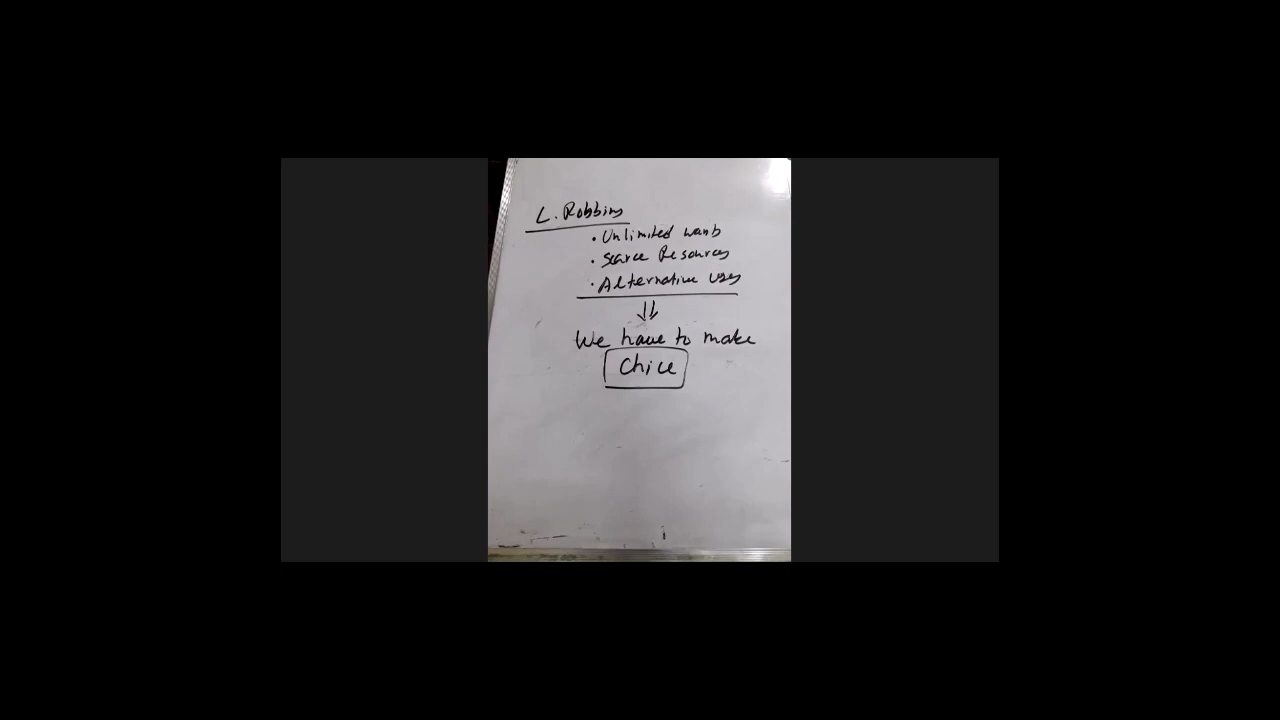 L. Robbins
• Unlimited wants
• Scarce Resources
• Alternative uses
We have to make
Chice